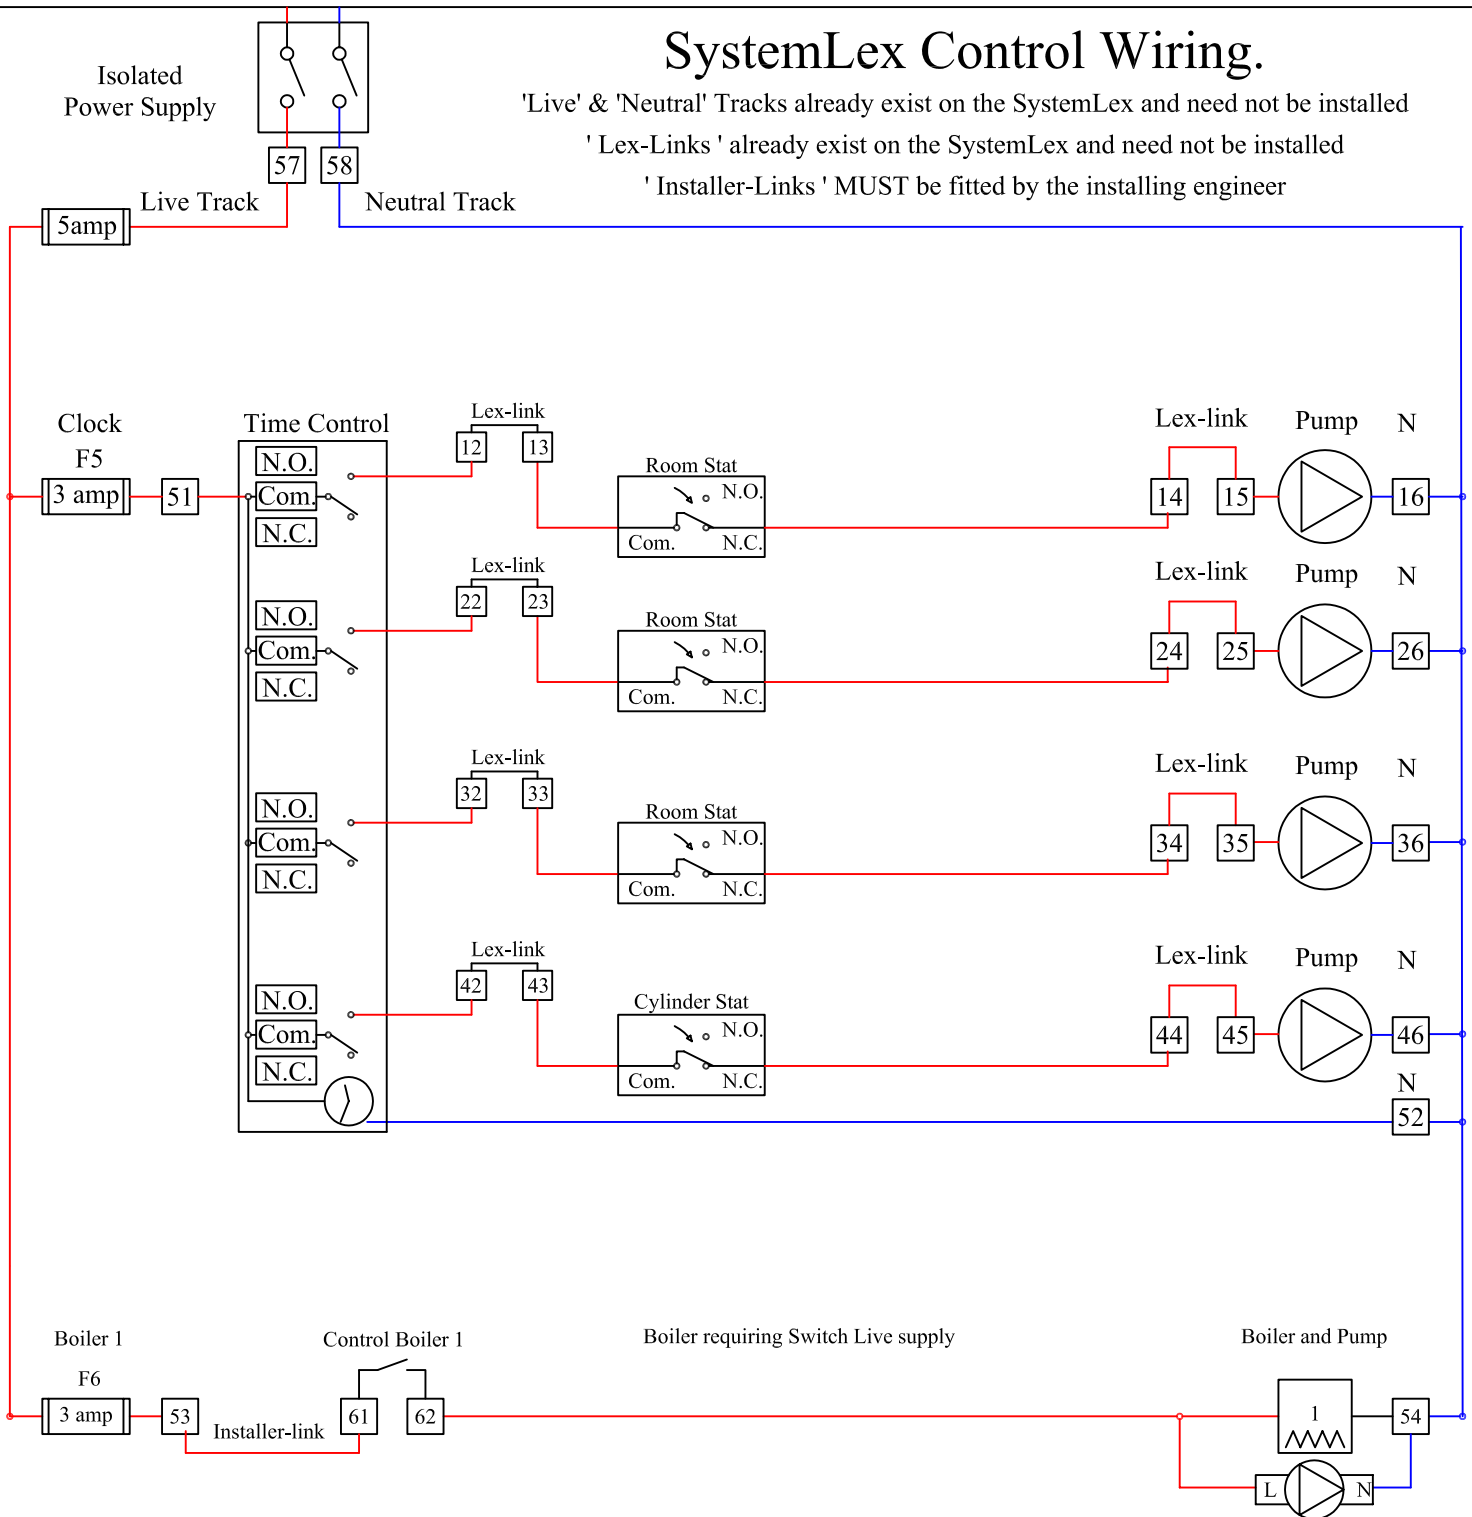 SystemLex Control Wiring.
'Live' & 'Neutral' Tracks already exist on the SystemLex and need not be installed
' Lex-Links ' already exist on the SystemLex and need not be installed
' Installer-Links ' MUST be fitted by the installing engineer
Isolated
Power Supply
57 58
Live Track Neutral Track
5amp
Clock
F5
3 amp 51
Time Control
N.O.
Com.
N.C.
Lex-link
12 13
Room Stat
N.O.
Com. N.C.
Lex-link Pump N
14 15 16
N.O.
Com.
N.C.
Lex-link
22 23
Room Stat
N.O.
Com. N.C.
Lex-link Pump N
24 25 26
N.O.
Com.
N.C.
Lex-link
32 33
Room Stat
N.O.
Com. N.C.
Lex-link Pump N
34 35 36
N.O.
Com.
N.C.
Lex-link
42 43
Cylinder Stat
N.O.
Com. N.C.
Lex-link Pump N
44 45 46
N
52
Boiler 1
F6
3 amp 53
Installer-link
Control Boiler 1
61 62
Boiler requiring Switch Live supply
Boiler and Pump
1 54
L N